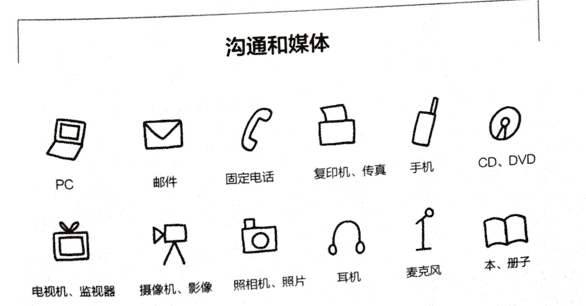 沟通和媒体
PC
邮件
固定电话
复印机、传真
手机
CD、DVD
电视机、监视器
摄像机、影像
照相机、照片
耳机
麦克风
本、册子